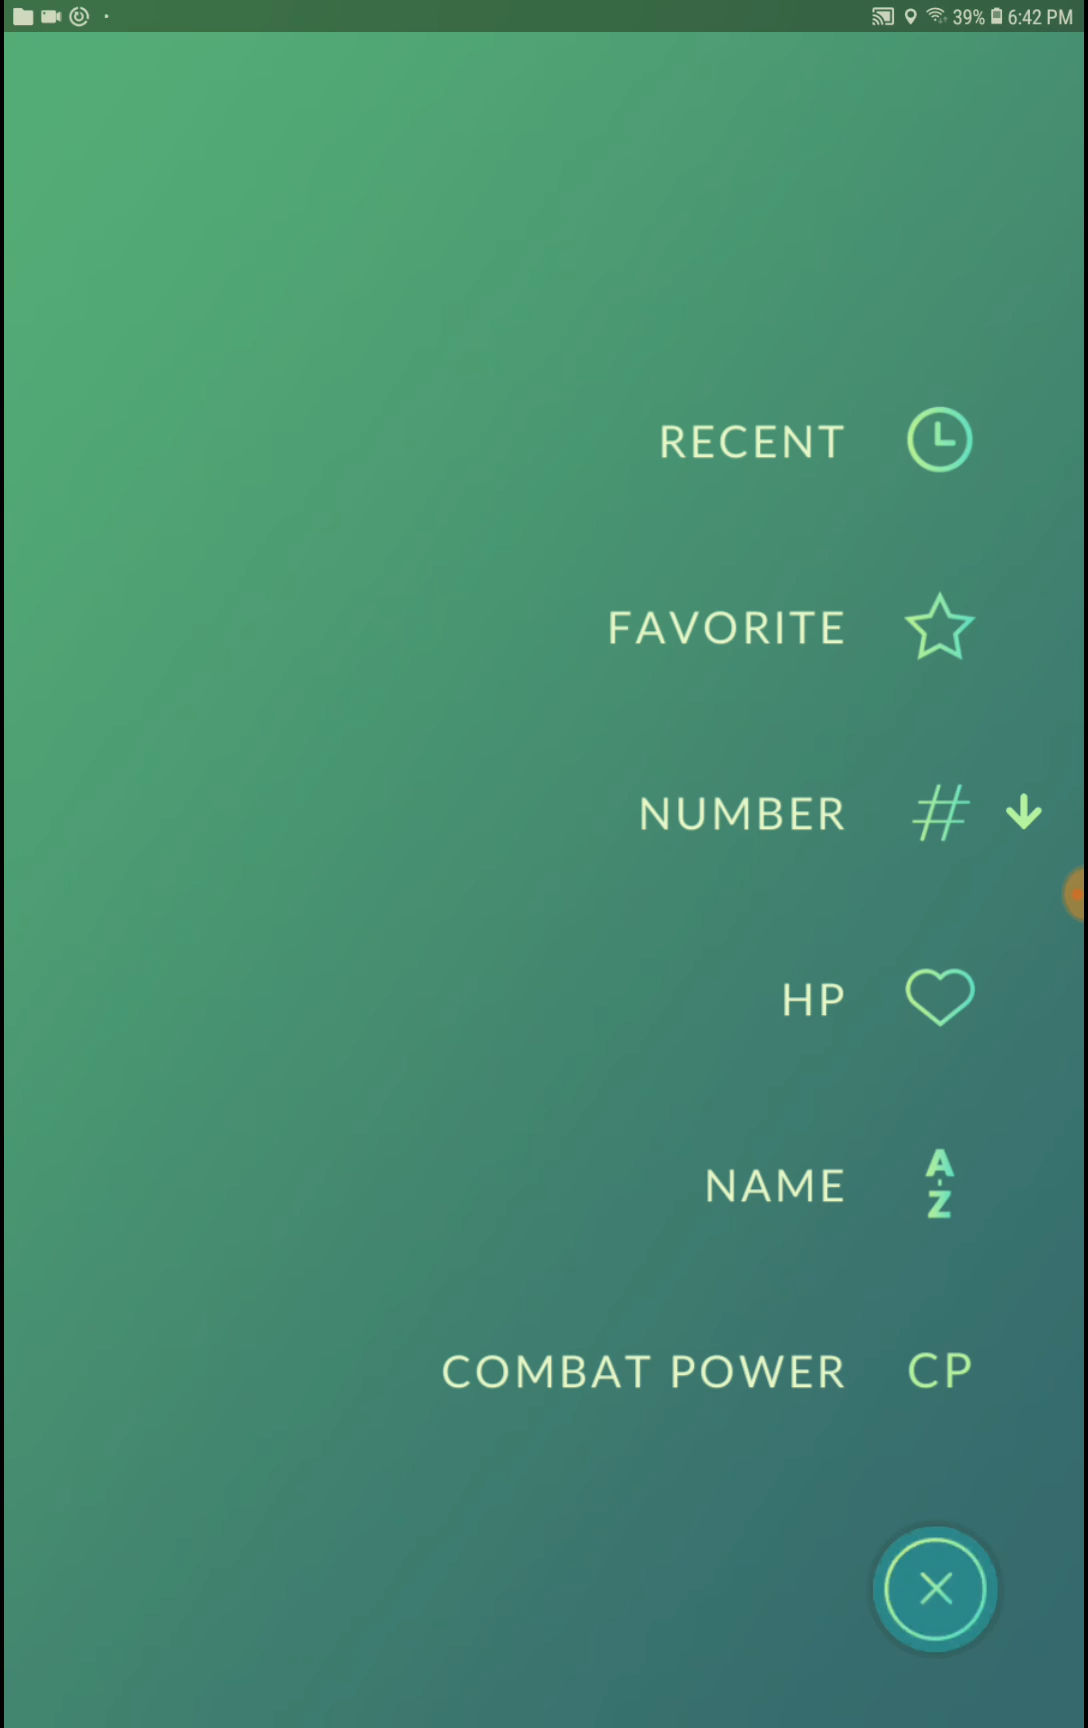 39% 6:42 PM
RECENT
FAVORITE
NUMBER #
HP
NAME A-Z
COMBAT POWER CP